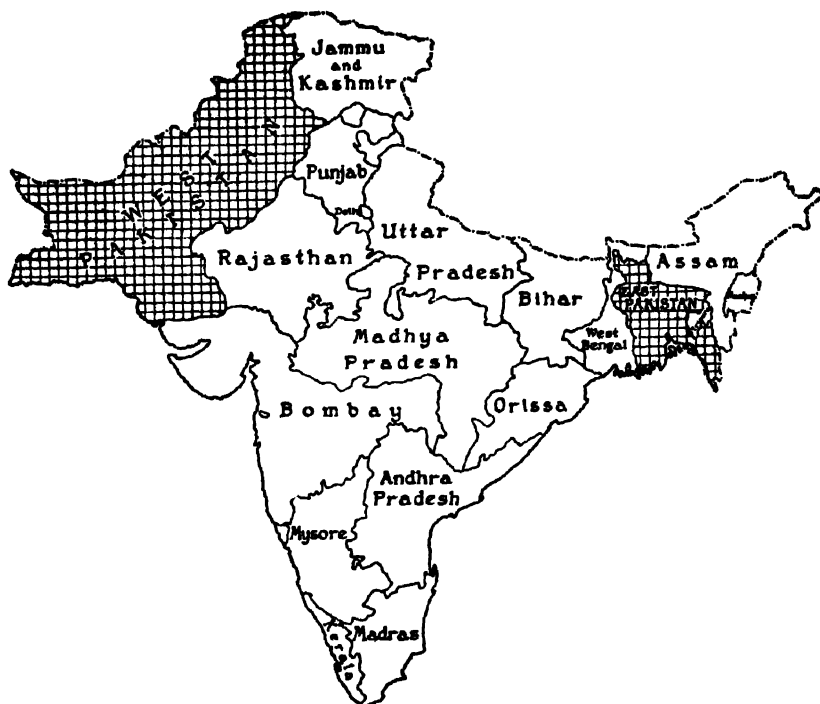 Jammu
and
Kashmir
WEST
PAKISTAN
Punjab
Delhi
Uttar
Pradesh
Rajasthan
Assam
Bihar
EAST
PAKISTAN
West
Bengal
Madhya
Pradesh
Bombay
Orissa
Andhra
Pradesh
Mysore
Madras
Kerala